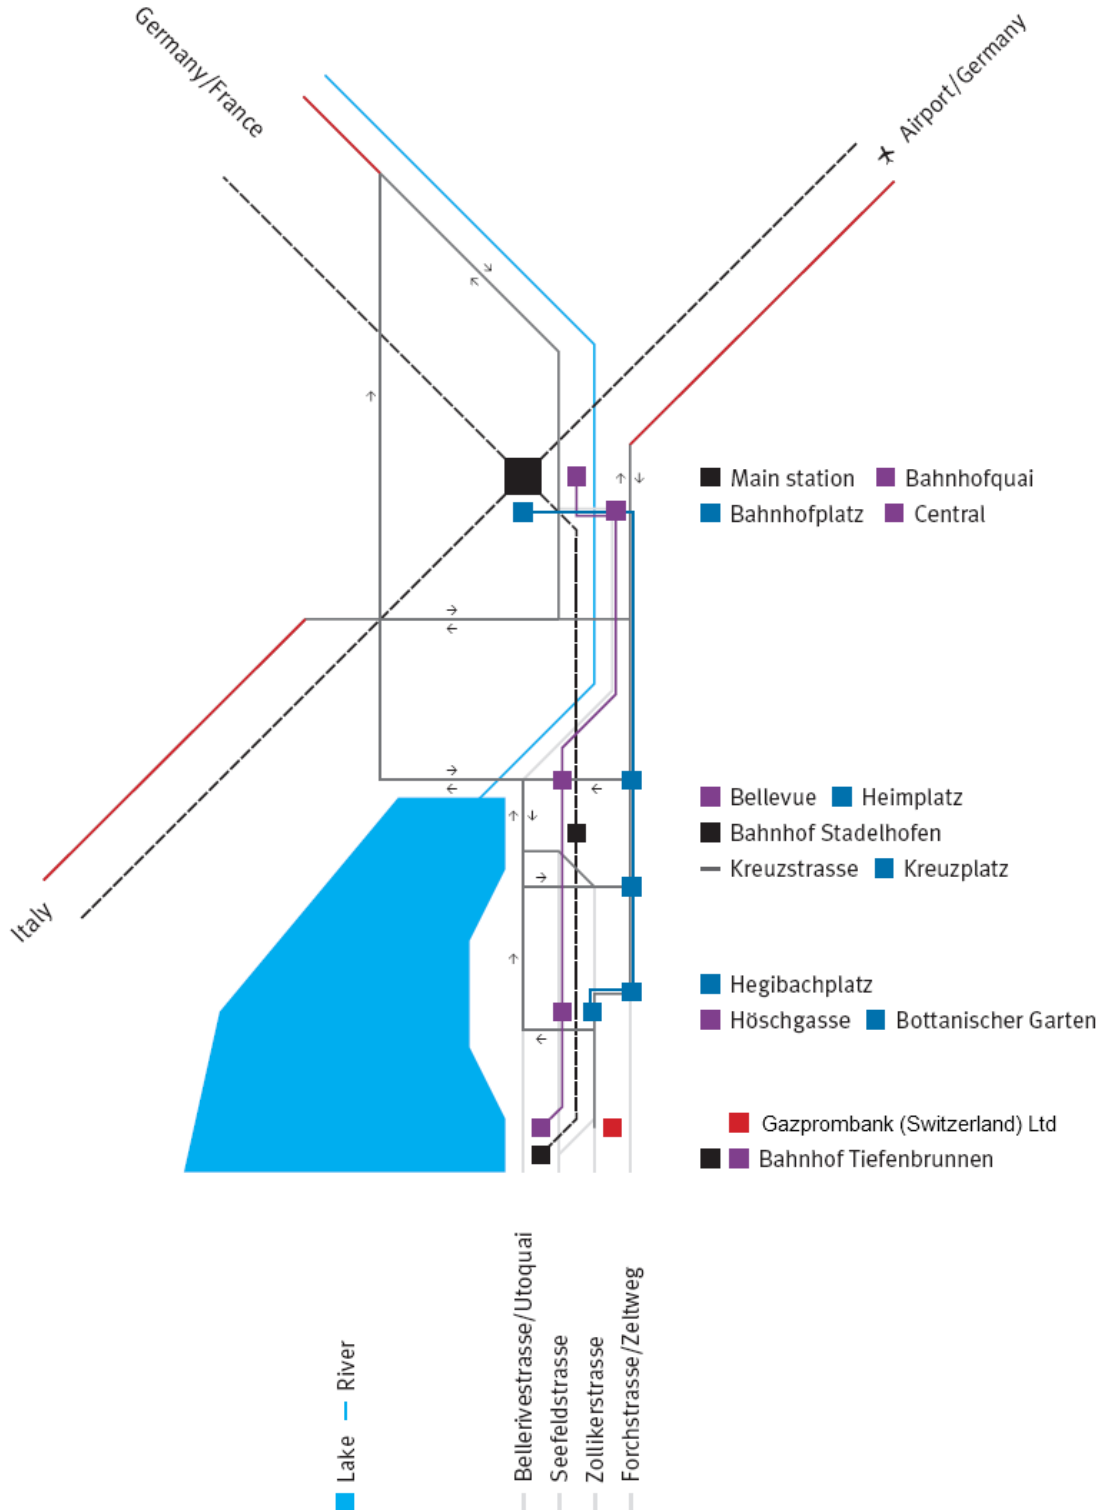 Germany/France
Airport/Germany
Main station Bahnhofquai
Bahnhofplatz Central
Bellevue Heimplatz
Bahnhof Stadelhofen
Kreuzstrasse Kreuzplatz
Italy
Hegibachplatz
Höschgasse Bottanischer Garten
Gazprombank (Switzerland) Ltd
Bahnhof Tiefenbrunnen
Lake River
Bellerivestrasse/Utoquai
Seefeldstrasse
Zollikerstrasse
Forchstrasse/Zeltweg